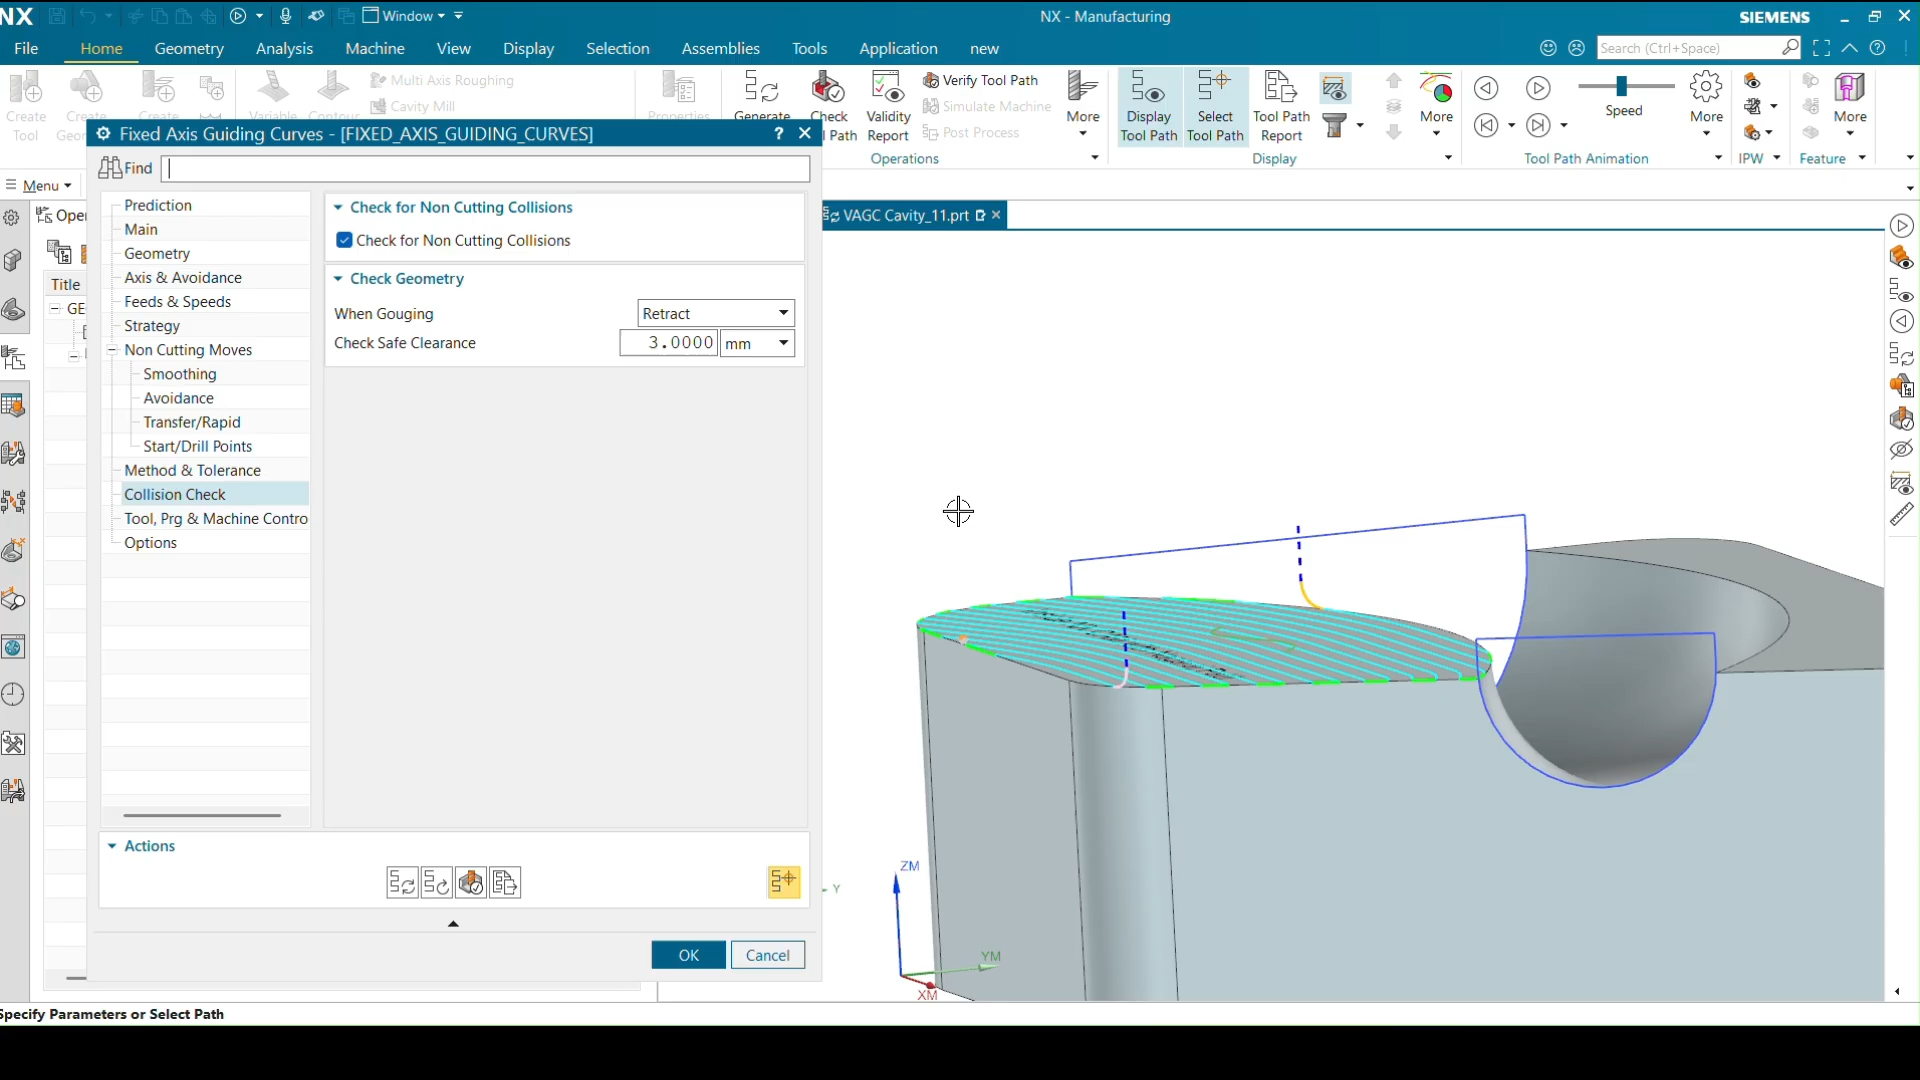 NX
Window
NX - Manufacturing
SIEMENS
File
Home
Geometry
Analysis
Machine
View
Display
Selection
Assemblies
Tools
Application
new
Search (Ctrl+Space)
Create
Tool
Create
Create
Variable
Contour
Multi Axis Roughing
Cavity Mill
Properties
Generate
Validity
Report
Verify Tool Path
Simulate Machine
Post Process
More
Display
Tool Path
Select
Tool Path
Tool Path
Report
More
Speed
More
More
Operations
Display
Tool Path Animation
IPW
Feature
Menu
Fixed Axis Guiding Curves - [FIXED_AXIS_GUIDING_CURVES]
?
Find
VAGC Cavity_11.prt
Title
Prediction
Main
Geometry
Axis & Avoidance
Feeds & Speeds
Strategy
Non Cutting Moves
Smoothing
Avoidance
Transfer/Rapid
Start/Drill Points
Method & Tolerance
Collision Check
Tool, Prg & Machine Contro
Options
Check for Non Cutting Collisions
Check for Non Cutting Collisions
Check Geometry
When Gouging
Retract
Check Safe Clearance
3.0000
mm
Actions
OK
Cancel
Y
ZM
YM
XM
Specify Parameters or Select Path